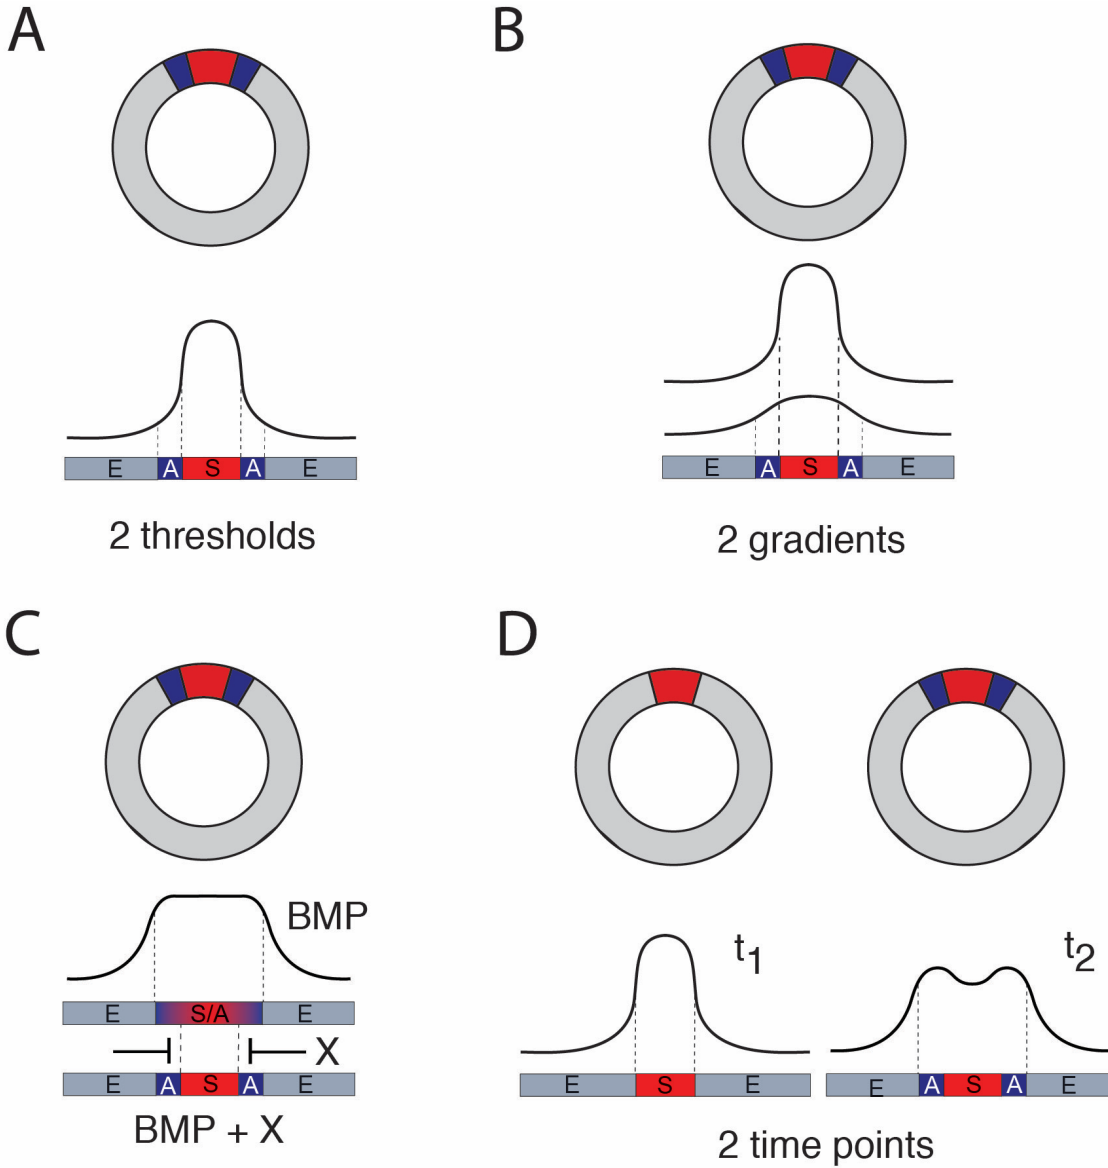 A
B
E A S A E
2 thresholds
E A S A E
2 gradients
C
D
BMP
E S/A E
X
E A S A E
BMP + X
t1
t2
E S E
E A S A E
2 time points